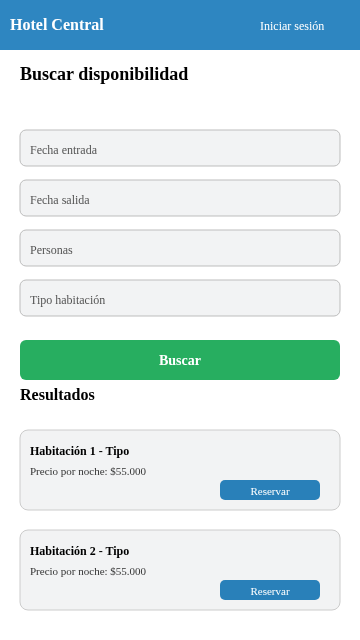 Hotel Central
Iniciar sesión
Buscar disponibilidad
Fecha entrada
Fecha salida
Personas
Tipo habitación
Buscar
Resultados
Habitación 1 - Tipo
Precio por noche: $55.000
Reservar
Habitación 2 - Tipo
Precio por noche: $55.000
Reservar